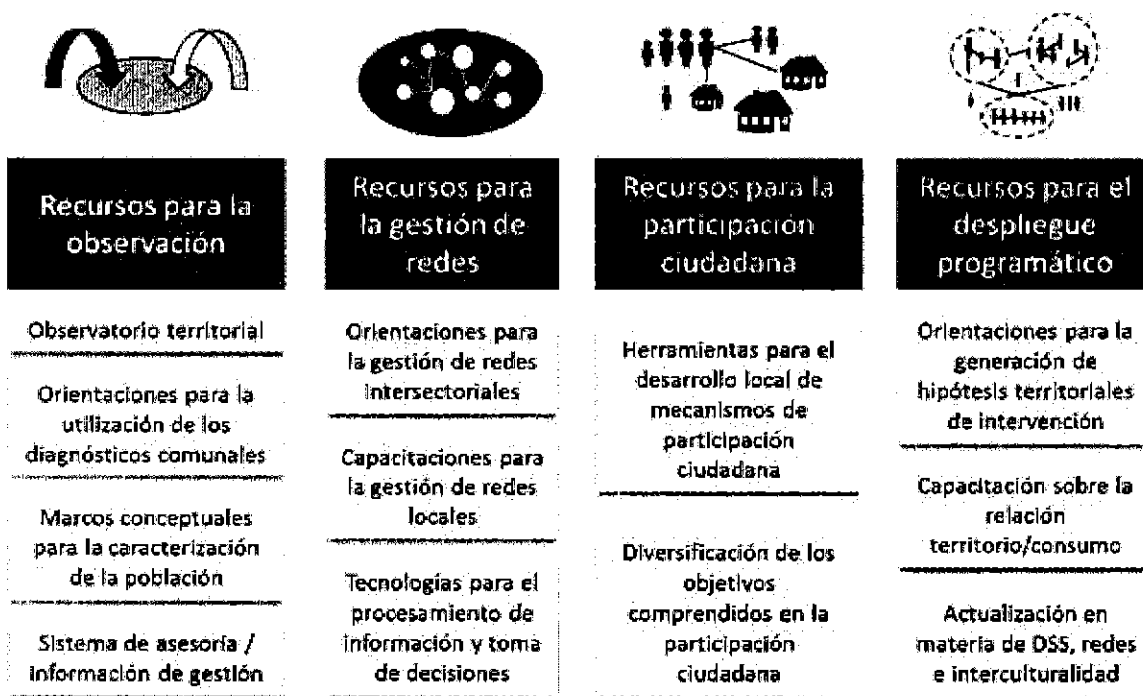 Recursos para la
observación
Observatorio territorial
Orientaciones para la
utilización de los
diagnósticos comunales
Marcos conceptuales
para la caracterización
de la población
Sistema de asesoría /
información de gestión
Recursos para
la gestión de
redes
Orientaciones para
la gestión de redes
intersectoriales
Capacitaciones para
la gestión de redes
locales
Tecnologías para el
procesamiento de
información y toma
de decisiones
Recursos para la
participación
ciudadana
Herramientas para el
desarrollo local de
mecanismos de
participación
ciudadana
Diversificación de los
objetivos
comprendidos en la
participación
ciudadana
Recursos para el
despliegue
programático
Orientaciones para la
generación de
hipótesis territoriales
de intervención
Capacitación sobre la
relación
territorio/consumo
Actualización en
materia de DSS, redes
e interculturalidad